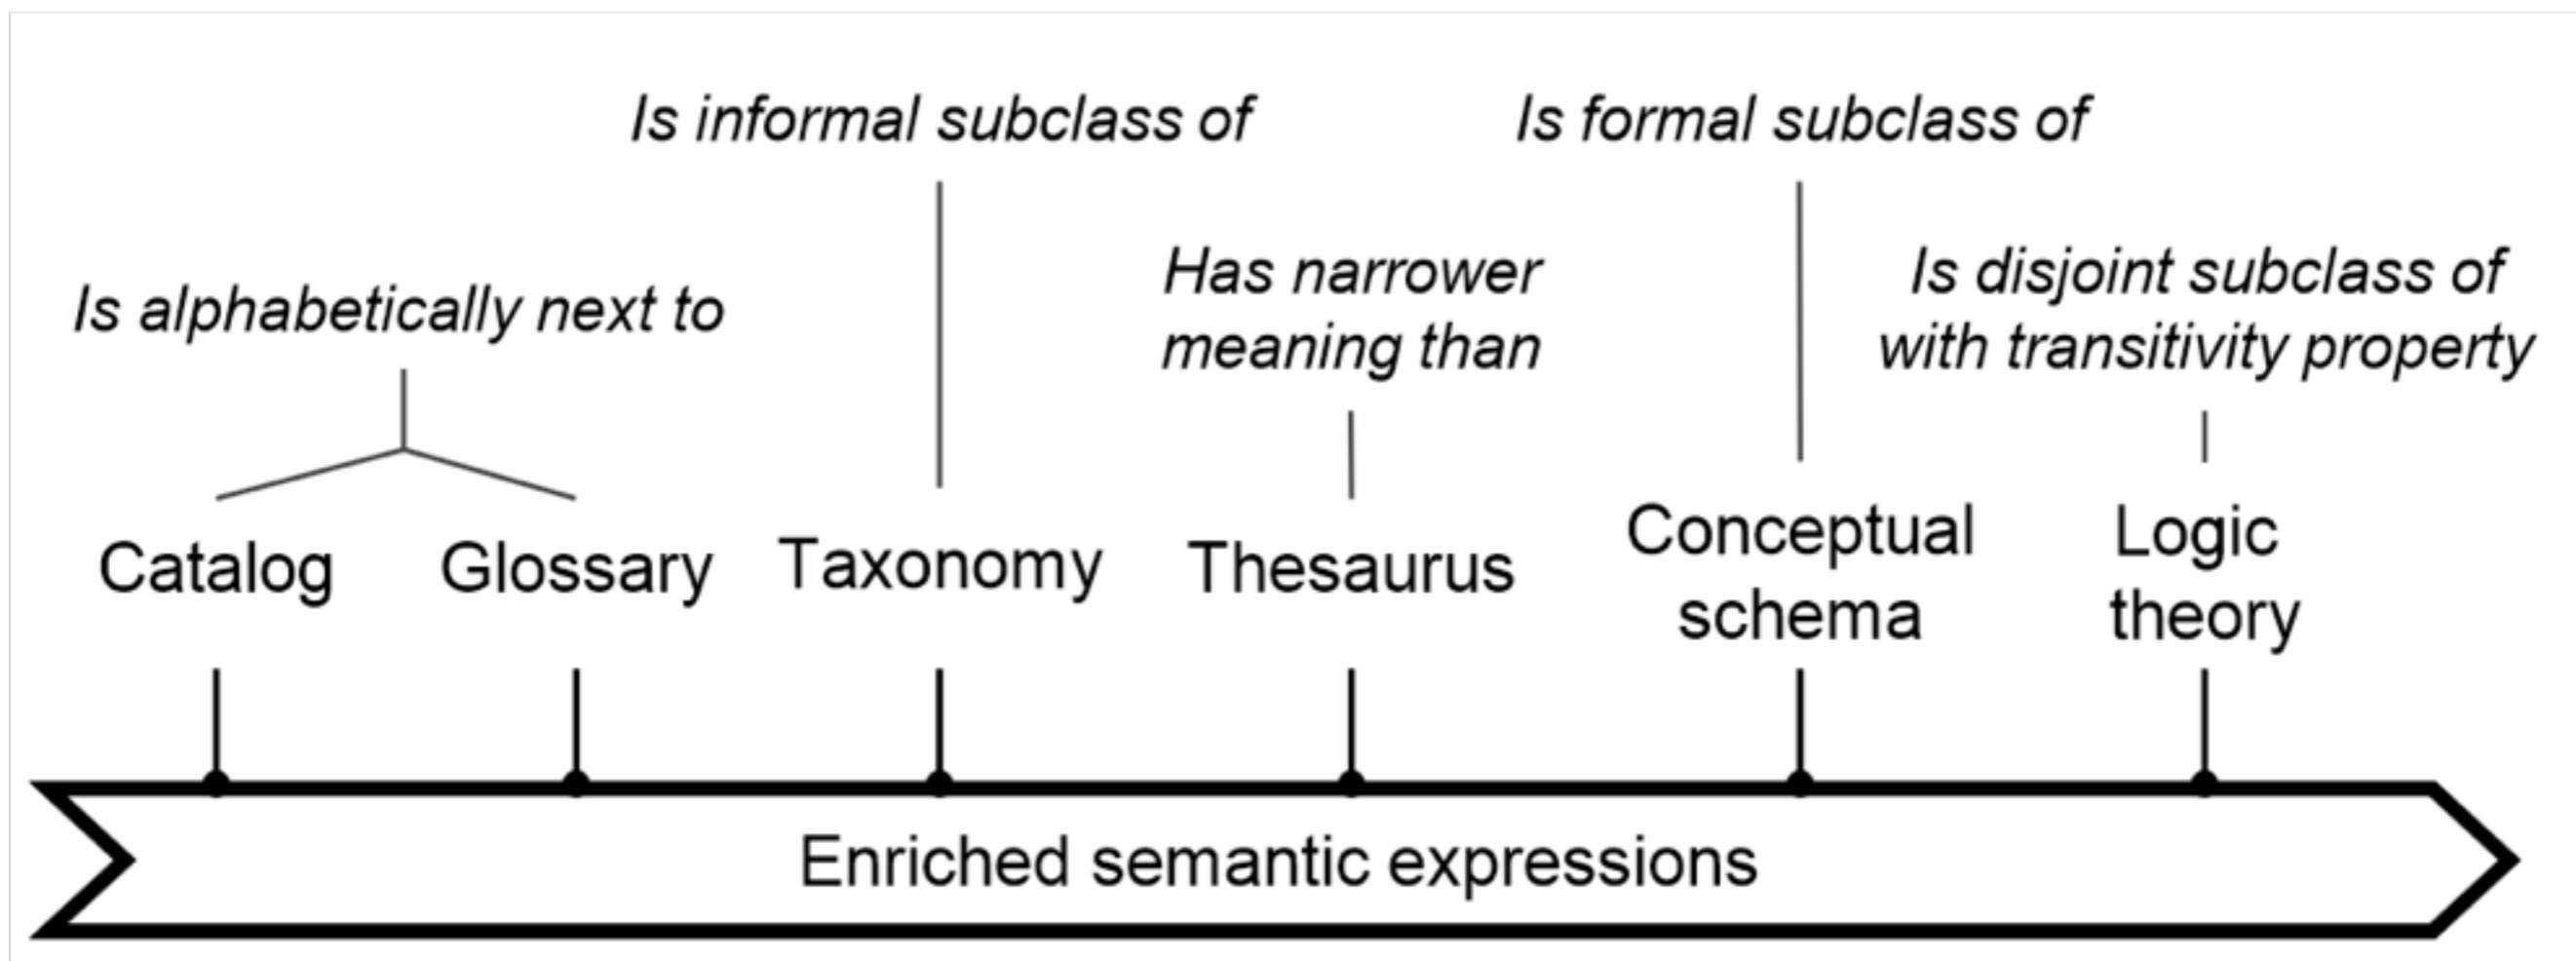 Is informal subclass of
Is formal subclass of
Is alphabetically next to
Has narrower
meaning than
Is disjoint subclass of
with transitivity property
Catalog
Glossary
Taxonomy
Thesaurus
Conceptual
schema
Logic
theory
Enriched semantic expressions